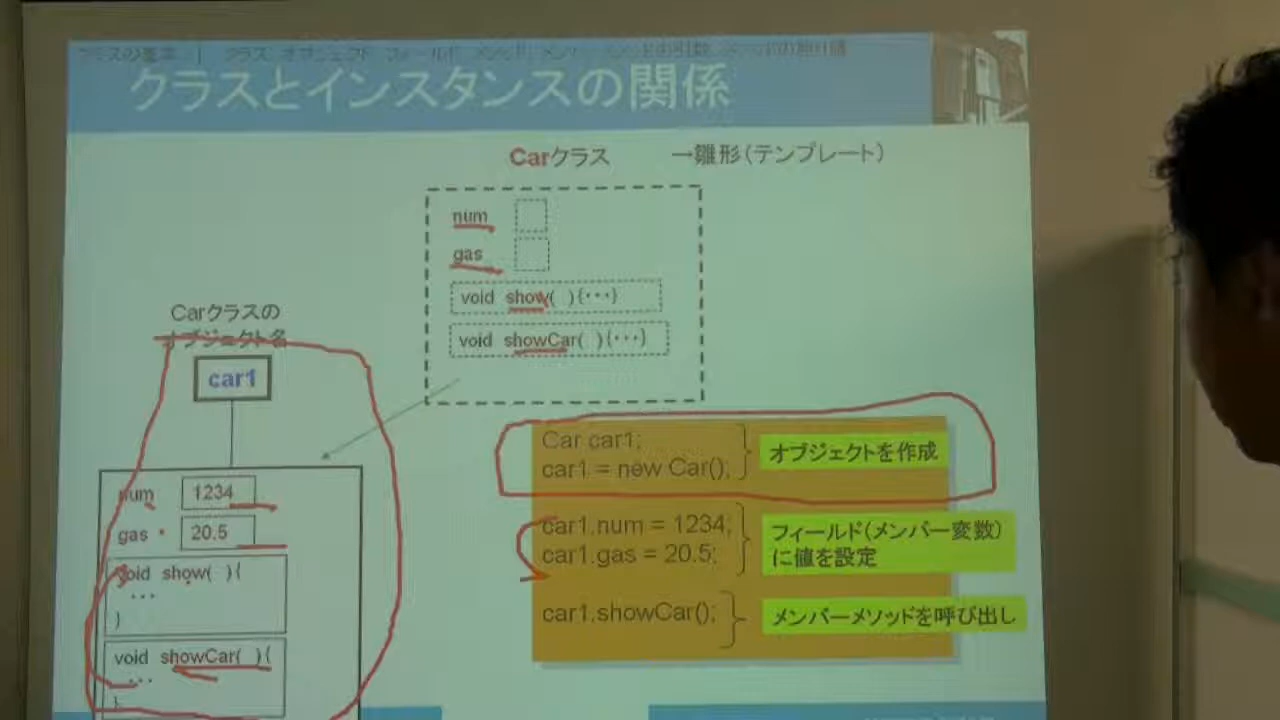 クラスとインスタンスの関係
Carクラス →雛形(テンプレート)
num
gas
void show( ){・・・}
void showCar( ){・・・}
Carクラスの
オブジェクト名
car1
num 1234
gas 20.5
void show( ){
・・・
}
void showCar( ){
・・・
}
Car car1;
car1 = new Car();
オブジェクトを作成
car1.num = 1234;
car1.gas = 20.5;
フィールド(メンバー変数)
に値を設定
car1.showCar();
メンバーメソッドを呼び出し